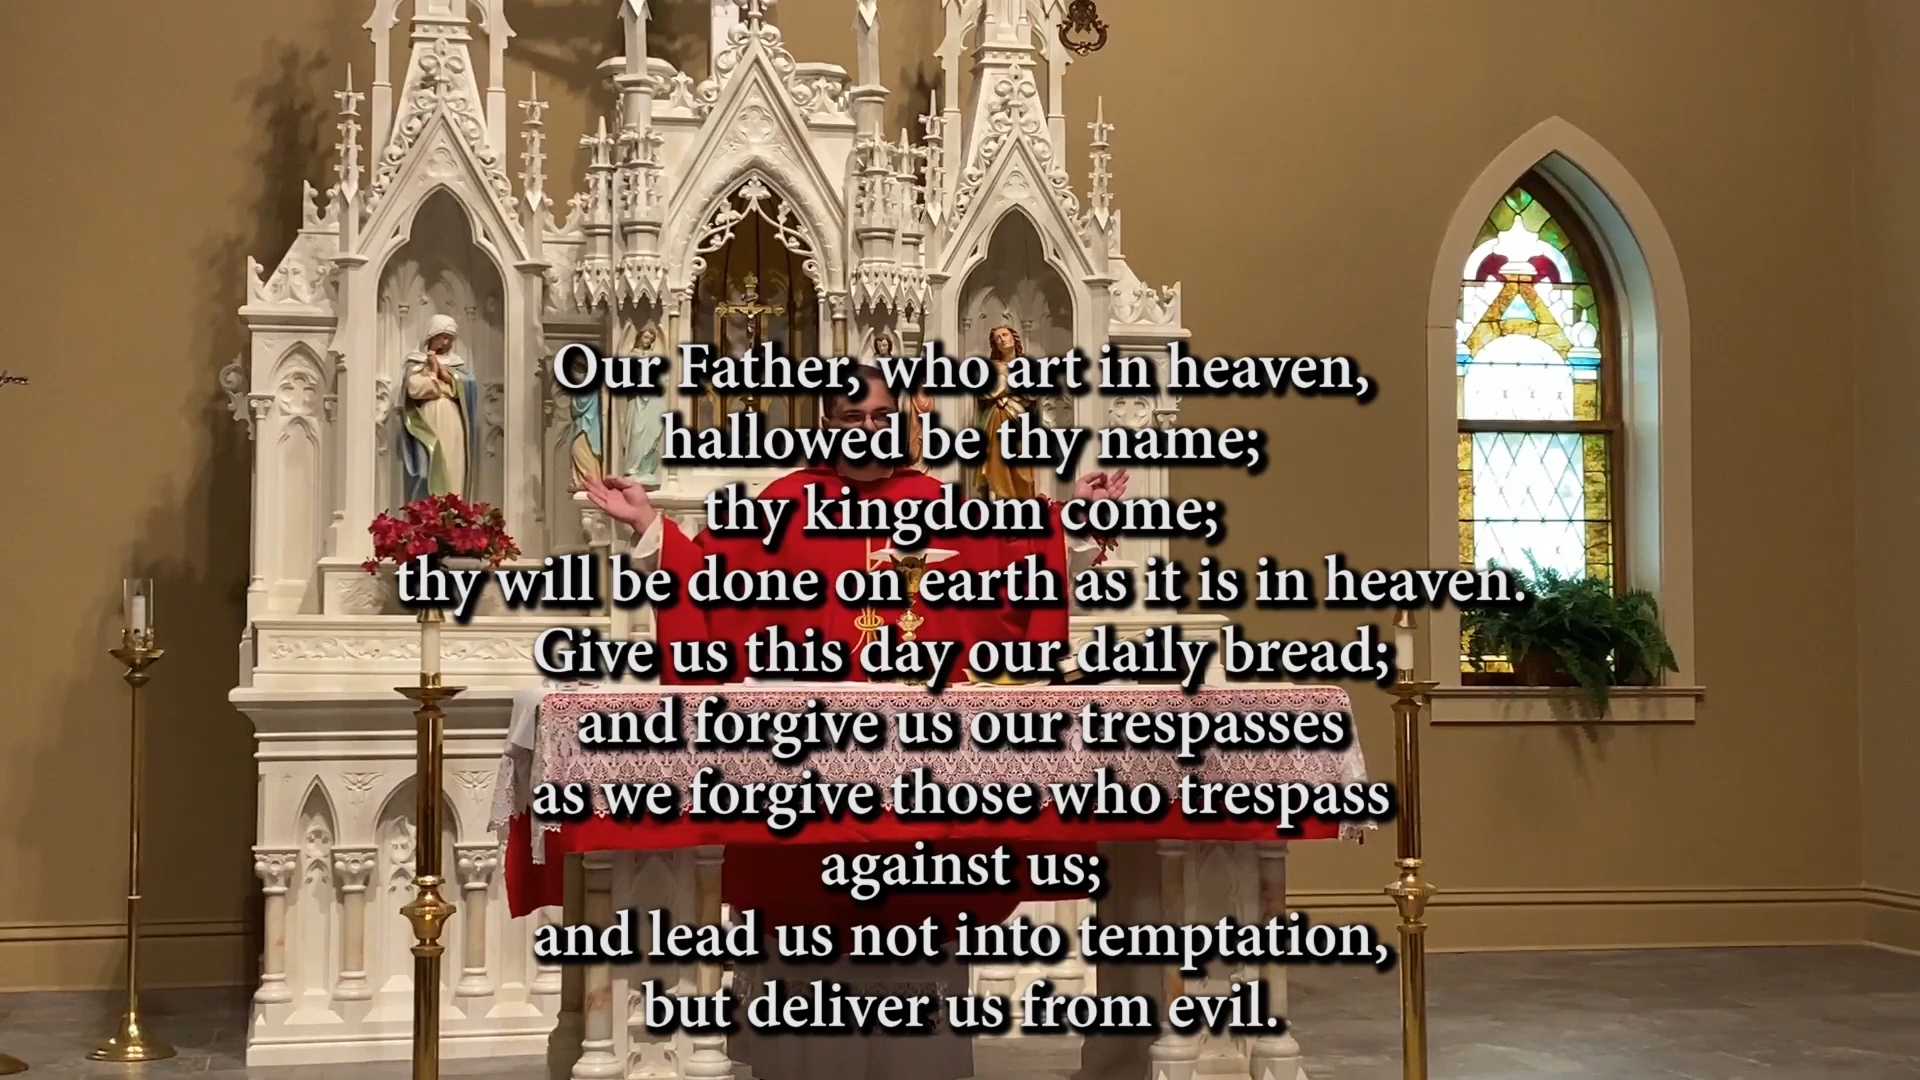 Our Father, who art in heaven,
hallowed be thy name;
thy kingdom come;
thy will be done on earth as it is in heaven.
Give us this day our daily bread;
and forgive us our trespasses
as we forgive those who trespass
against us;
and lead us not into temptation,
but deliver us from evil.